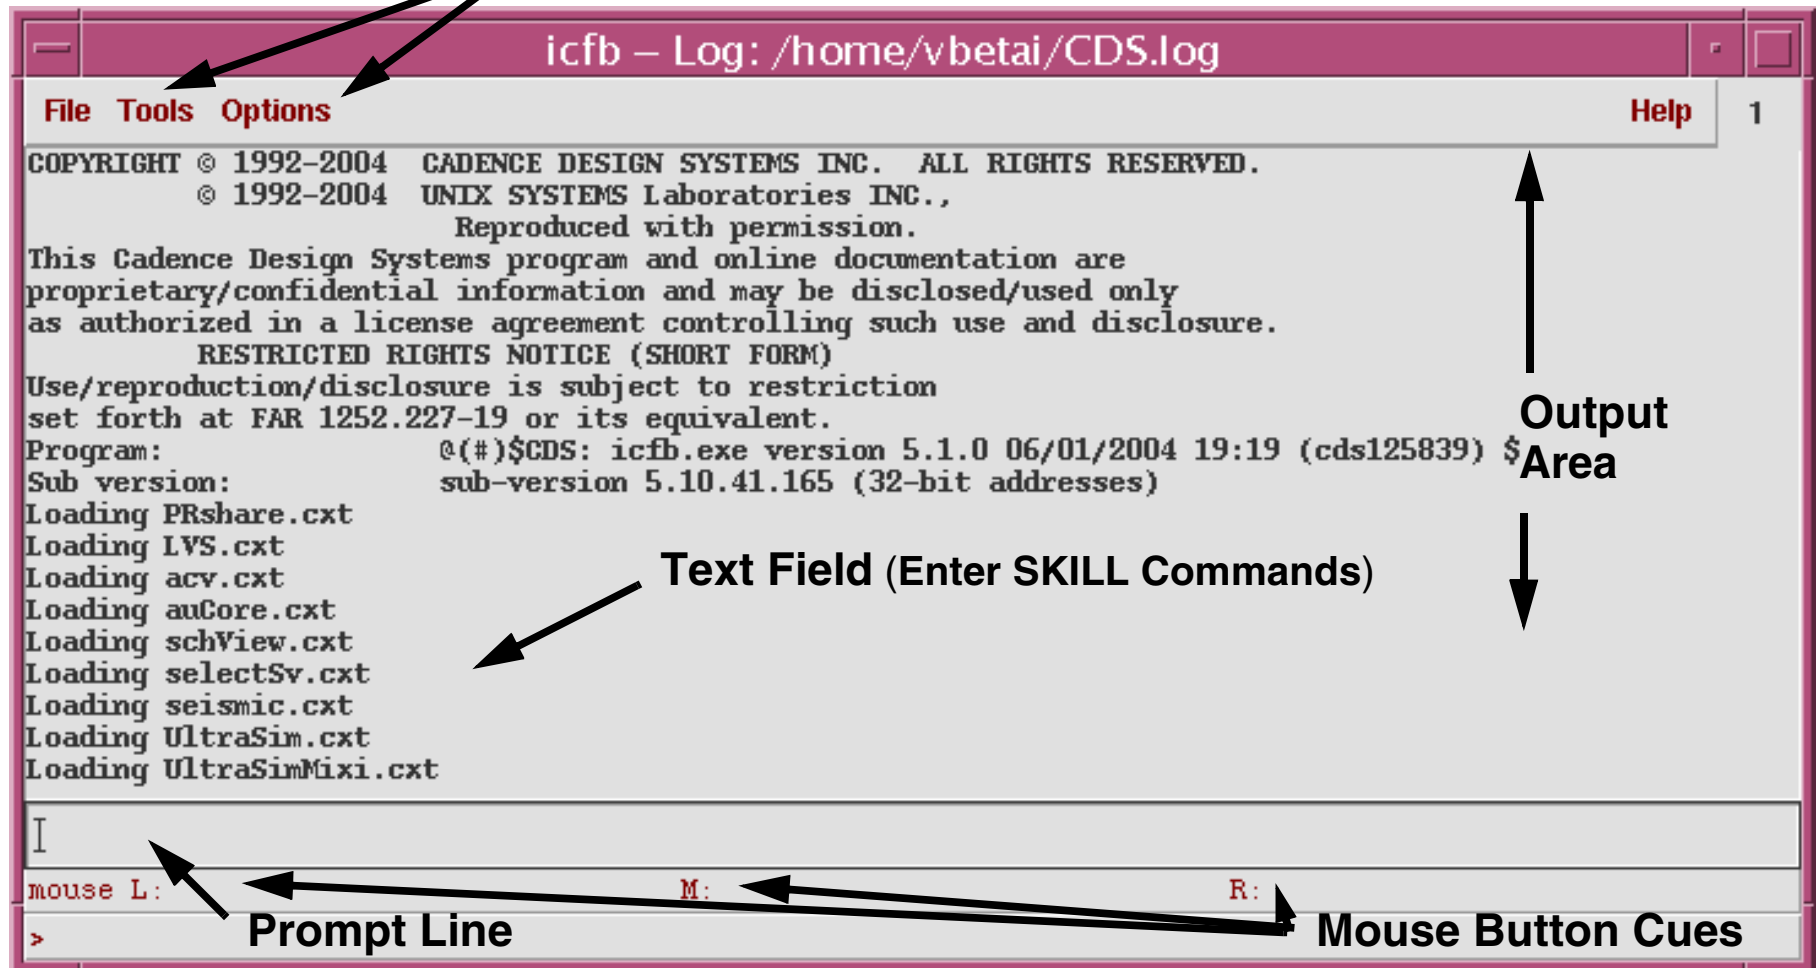 icfb – Log: /home/vbetai/CDS.log
File Tools Options Help 1
COPYRIGHT © 1992-2004 CADENCE DESIGN SYSTEMS INC. ALL RIGHTS RESERVED.
© 1992-2004 UNIX SYSTEMS Laboratories INC.,
Reproduced with permission.
This Cadence Design Systems program and online documentation are
proprietary/confidential information and may be disclosed/used only
as authorized in a license agreement controlling such use and disclosure.
RESTRICTED RIGHTS NOTICE (SHORT FORM)
Use/reproduction/disclosure is subject to restriction
set forth at FAR 1252.227-19 or its equivalent.
Program: @(#)$CDS: icfb.exe version 5.1.0 06/01/2004 19:19 (cds125839) $
Sub version: sub-version 5.10.41.165 (32-bit addresses)
Output
Area
Loading PRshare.cxt
Loading LVS.cxt
Loading acv.cxt
Loading auCore.cxt
Loading schView.cxt
Loading selectSv.cxt
Loading seismic.cxt
Loading UltraSim.cxt
Loading UltraSimMixi.cxt
Text Field (Enter SKILL Commands)
mouse L: M: R:
>
Prompt Line
Mouse Button Cues